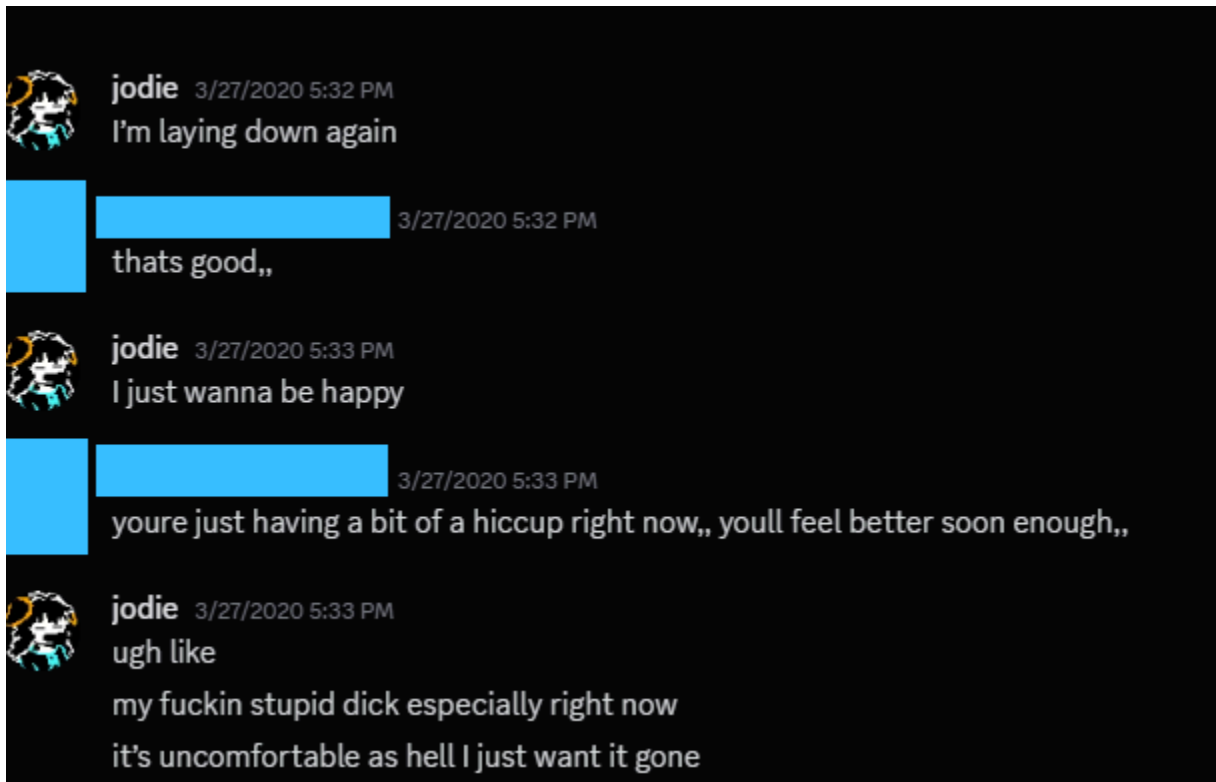 jodie 3/27/2020 5:32 PM
I’m laying down again
3/27/2020 5:32 PM
thats good,,
jodie 3/27/2020 5:33 PM
I just wanna be happy
3/27/2020 5:33 PM
youre just having a bit of a hiccup right now,, youll feel better soon enough,,
jodie 3/27/2020 5:33 PM
ugh like
my fuckin stupid dick especially right now
it’s uncomfortable as hell I just want it gone